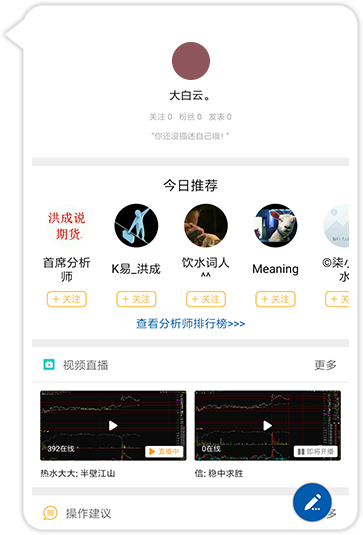 大白云。
关注 0 粉丝 0 发表 0
“你还没描述自己哦！”
今日推荐
洪成说
期货
首席分析
师
K易_洪成
饮水词人
^^
Meaning
©柒小
水
+ 关注
+ 关注
+ 关注
+ 关注
+ 关注
查看分析师排行榜>>>
视频直播
更多
392在线
直播中
0在线
即将开播
热水大大: 半壁江山
信: 稳中求胜
操作建议
多